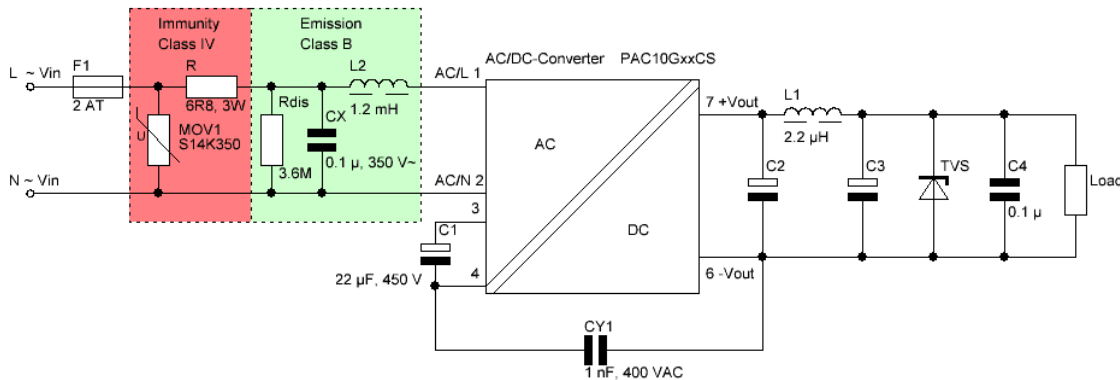 Immunity
Class IV
Emission
Class B
L ~ Vin
F1
2 AT
R
6R8, 3W
U
MOV1
S14K350
Rdis
3.6M
CX
0.1 µ, 350 V~
L2
1.2 mH
N ~ Vin
AC/L 1
AC/N 2
3
4
C1
22 µF, 450 V
AC/DC-Converter PAC10GxxCS
AC
DC
7 +Vout
6 -Vout
L1
2.2 µH
C2
C3
TVS
C4
0.1 µ
Load
CY1
1 nF, 400 VAC